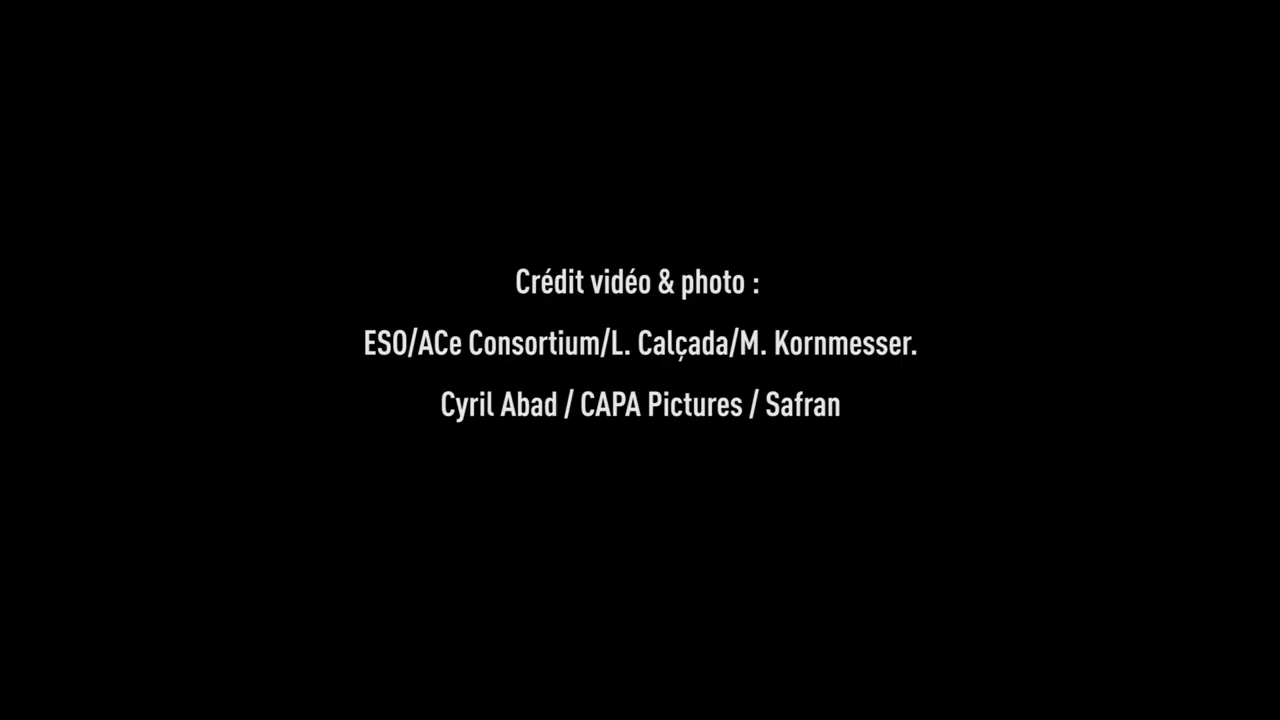 Crédit vidéo & photo :
ESO/ACe Consortium/L. Calçada/M. Kornmesser.
Cyril Abad / CAPA Pictures / Safran